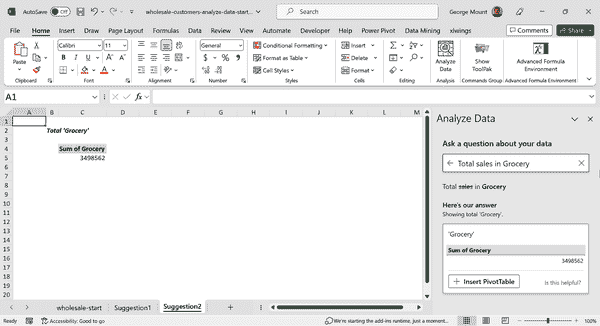 AutoSave Off wholesale-customers-analyze-data-start... George Mount
File Home Insert Draw Page Layout Formulas Data Review View Automate Developer Help Power Pivot Data Mining xlwings Comments Share
Paste Calibri 11 General Conditional Formatting Insert
Format as Table Delete
Cell Styles Format
Analyze Data Show ToolPak Advanced Formula Environment
Clipboard Font Alignment Number Styles Cells Editing Analysis Commands Group Advanced Formula Environment
A1 fx
A B C D E F G H I J K L M
1
2 Total 'Grocery'
3
4 Sum of Grocery
5 3498562
6
7
8
9
10
11
12
13
14
15
16
17
18
19
20
Analyze Data
Ask a question about your data
Total sales in Grocery
Total sales in Grocery
Here's our answer
Showing total 'Grocery'.
'Grocery'
Sum of Grocery
3498562
+ Insert PivotTable Is this helpful?
wholesale-start Suggestion1 Suggestion2 +
Ready Accessibility: Good to go We're starting the add-ins runtime, just a moment... 100%